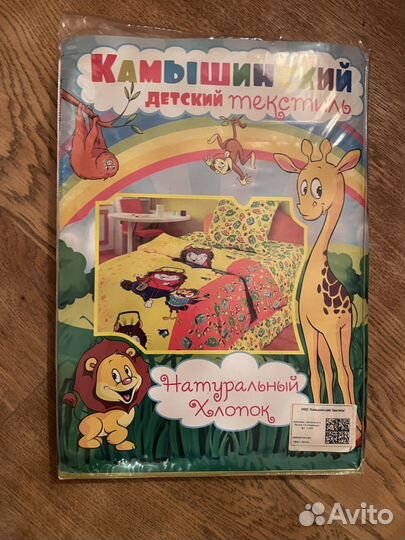 Камышинский
детский текстиль
Натуральный
Хлопок
Avito